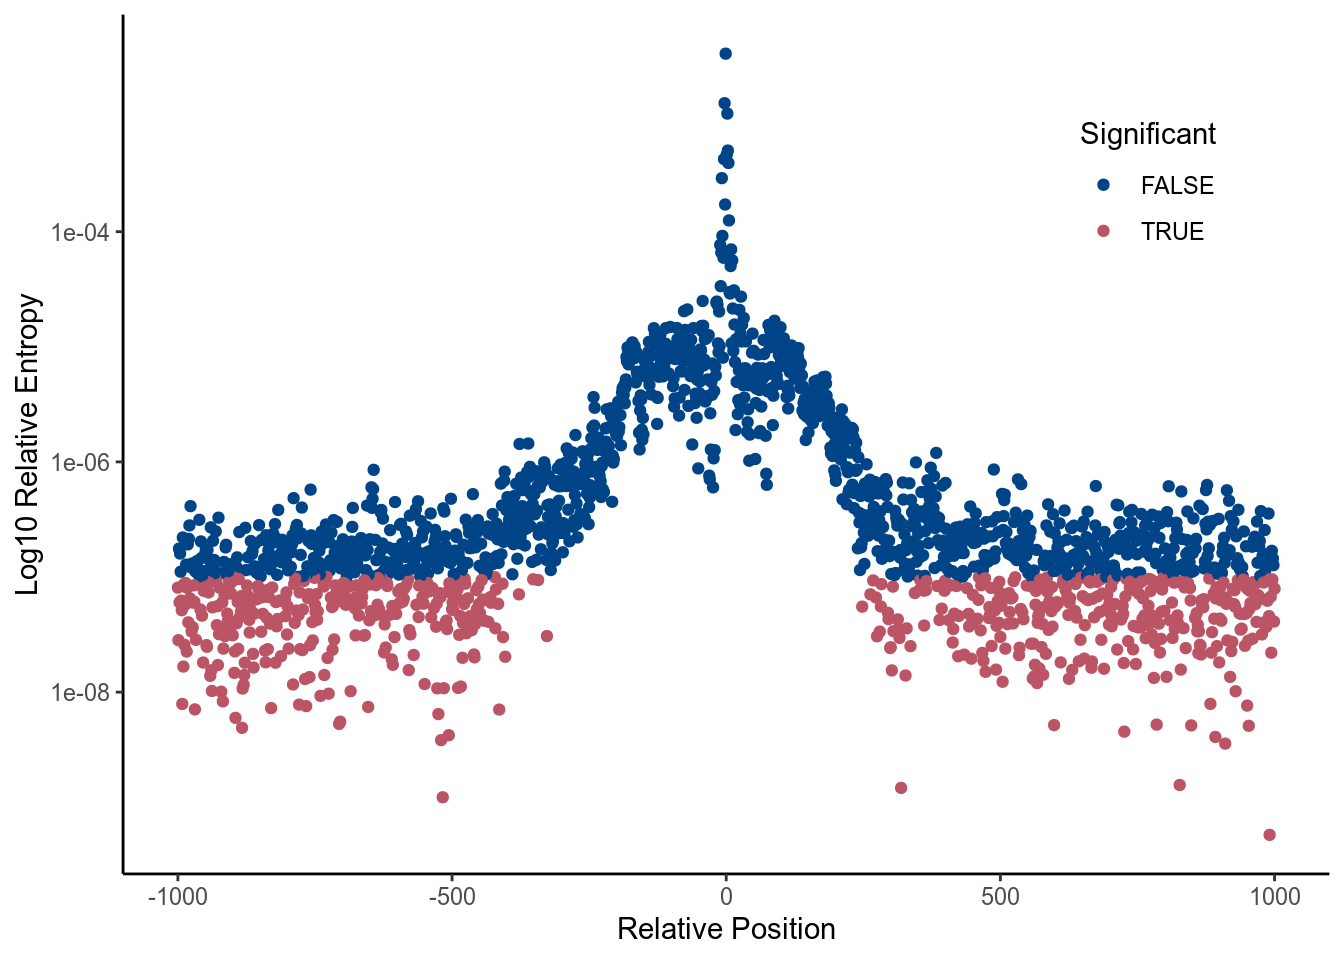 Significant
FALSE
TRUE
Log10 Relative Entropy
1e-04
1e-06
1e-08
-1000
-500
0
500
1000
Relative Position